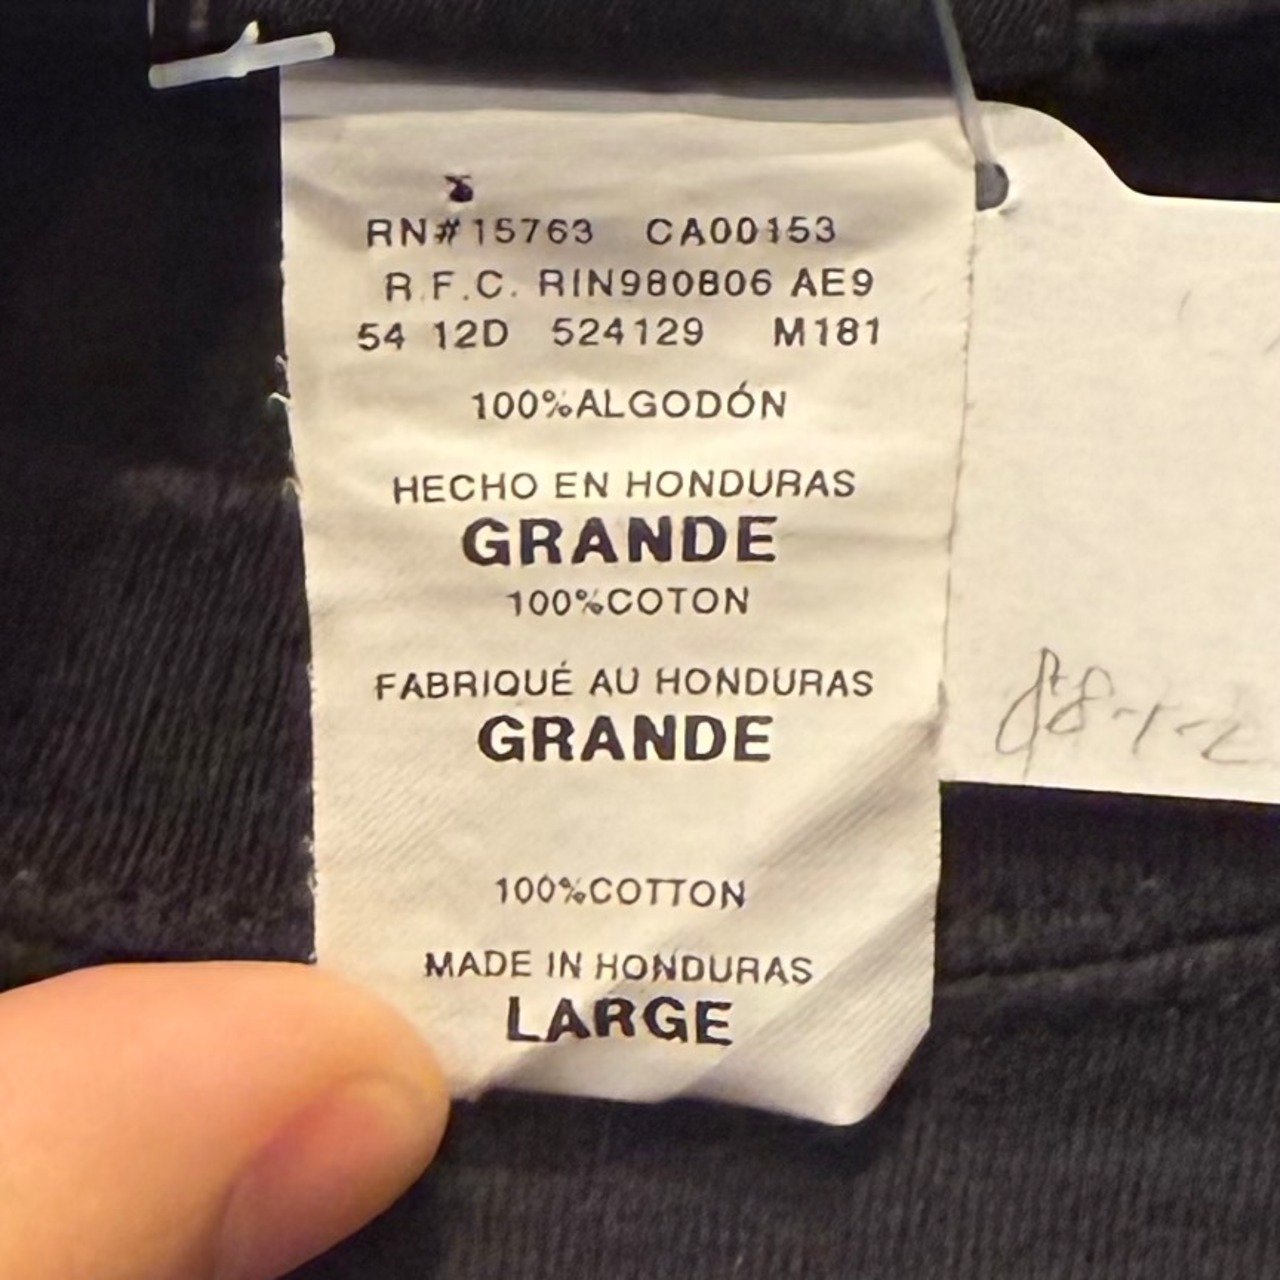 RN#15763 CA00153
R.F.C. RIN980806 AE9
54 12D 524129 M181
100%ALGODÓN
HECHO EN HONDURAS
GRANDE
100%COTON
FABRIQUÉ AU HONDURAS
GRANDE
100%COTTON
MADE IN HONDURAS
LARGE